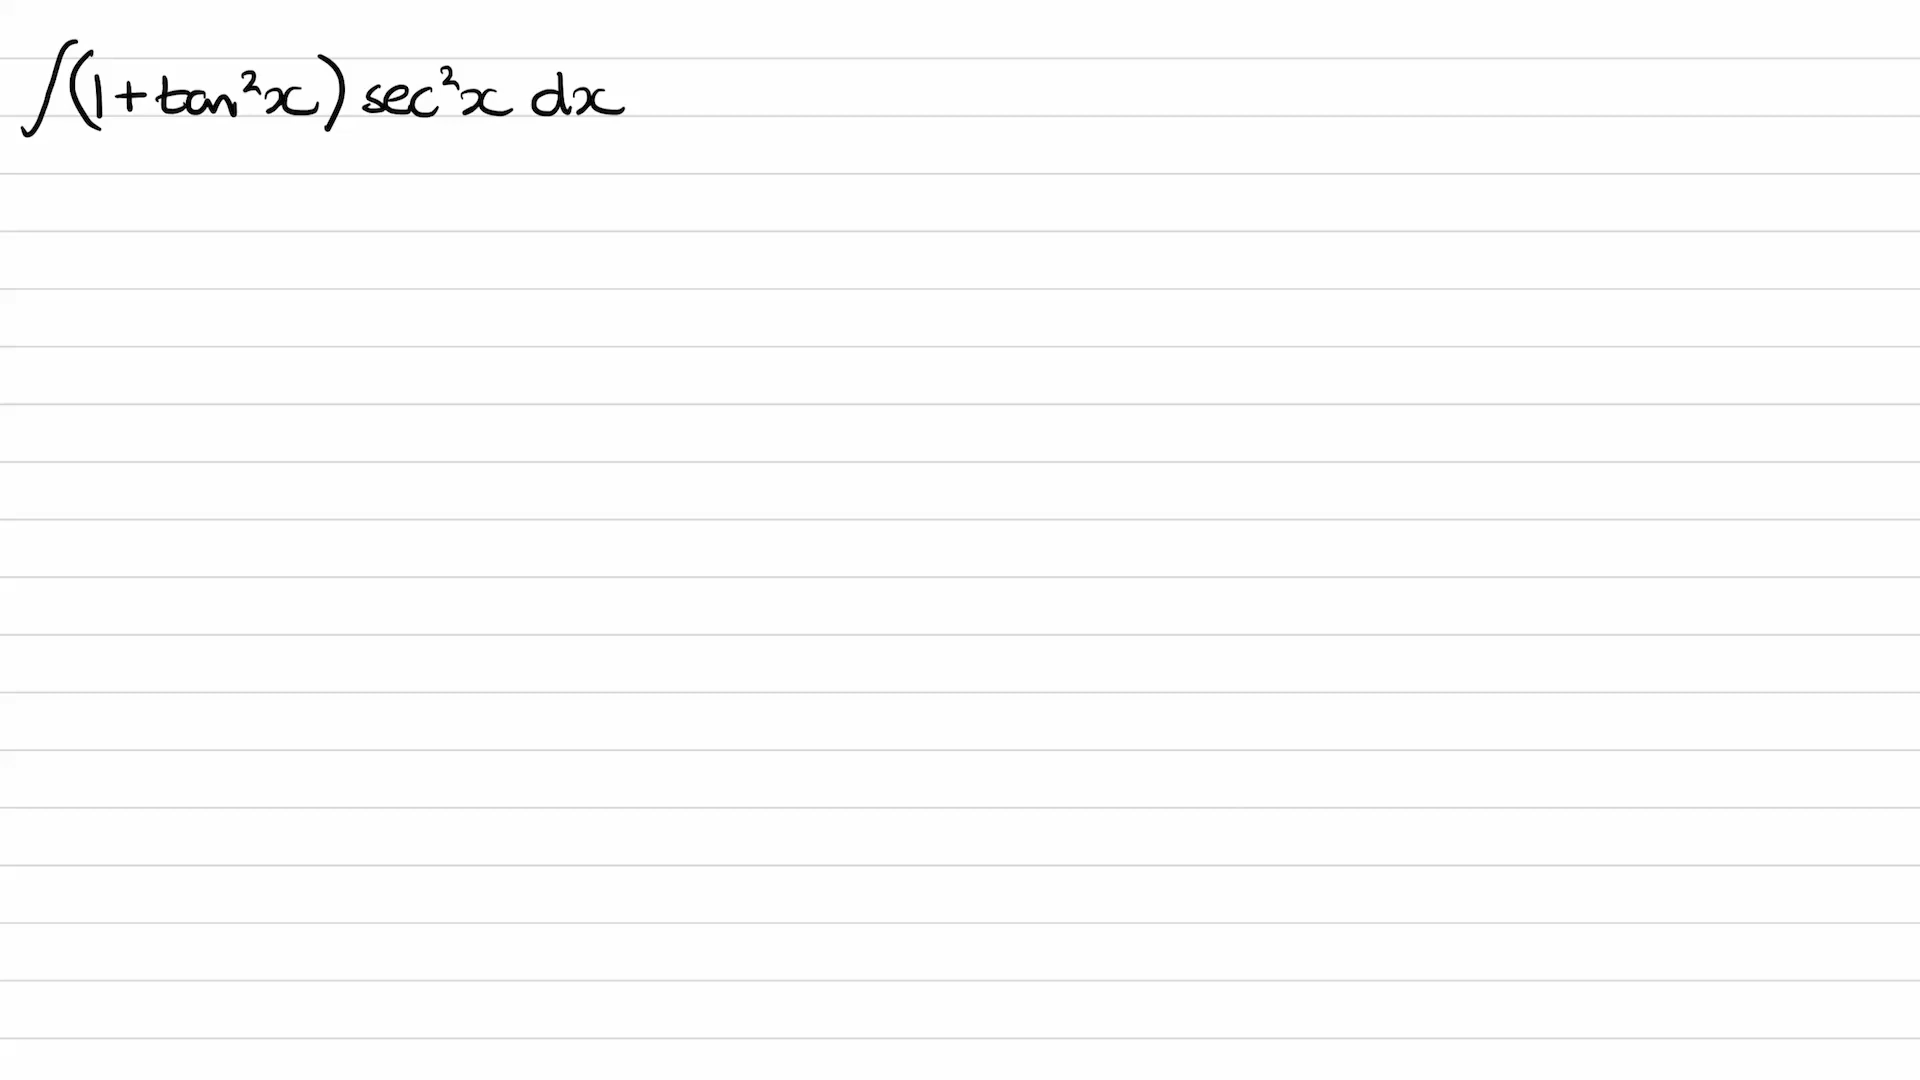 ∫(1+tan²x) sec²x dx